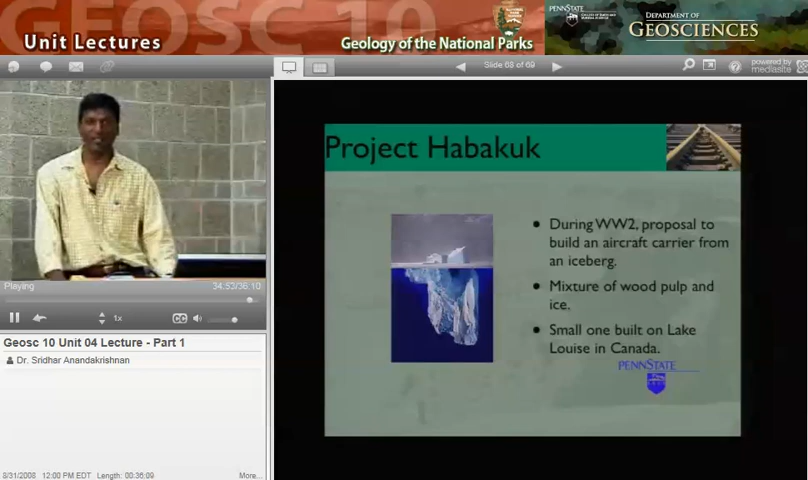 GEOSC 10
Unit Lectures
Geology of the National Parks
PENNSTATE
DEPARTMENT OF
GEOSCIENCES
Slide 68 of 69
powered by
mediasite
Project Habakuk
During WW2, proposal to
build an aircraft carrier from
an iceberg.
Mixture of wood pulp and
ice.
Small one built on Lake
Louise in Canada.
PENNSTATE
Playing
34:53/36:10
1x
CC
Geosc 10 Unit 04 Lecture - Part 1
Dr. Sridhar Anandakrishnan
8/31/2008 12:00 PM EDT Length: 00:36:09
More...